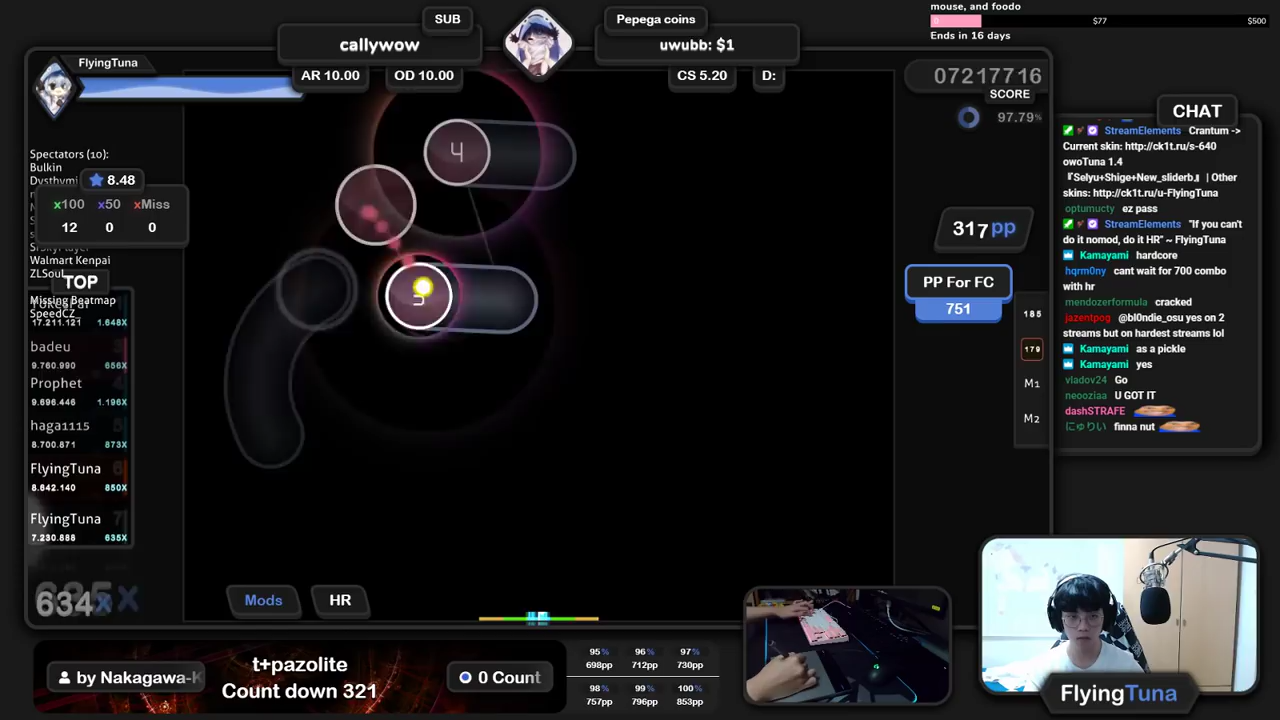 mouse, and foodo
0 $77 $500
Ends in 16 days
SUB
callywow
Pepega coins
uwubb: $1
AR 10.00
OD 10.00
CS 5.20
D:
FlyingTuna
07217716
SCORE
97.79%
Spectators (10):
Bulkin
8.48
x100 x50 xMiss
12 0 0
Walmart Kenpai
ZLSoul
TOP
Missing Beatmap
SpeedCZ_
17.211.121 1.648X
badeu
9.760.990 656X
Prophet
9.696.446 1.196X
haga1115
8.700.871 873X
FlyingTuna 6
8.642.140 850X
FlyingTuna 7
7.230.886 635X
634x
4
317pp
PP For FC
751
185
179
M1
M2
CHAT
StreamElements Crantum ->
Current skin: http://ck1t.ru/s-640
owoTuna 1.4
『Selyu+Shige+New_sliderb』 | Other
skins: http://ck1t.ru/u-FlyingTuna
optumucty ez pass
StreamElements "If you can't
do it nomod, do it HR" ~ FlyingTuna
Kamayami hardcore
hqrm0ny cant wait for 700 combo
with hr
mendozerformula cracked
jazentpog @bl0ndie_osu yes on 2
streams but on hardest streams lol
Kamayami as a pickle
Kamayami yes
vladov24 Go
neooziaa U GOT IT
dashSTRAFE
にゅりい finna nut
Mods
HR
by Nakagawa-K
t+pazolite
Count down 321
0 Count
95% 96% 97%
698pp 712pp 730pp
98% 99% 100%
757pp 796pp 853pp
FlyingTuna